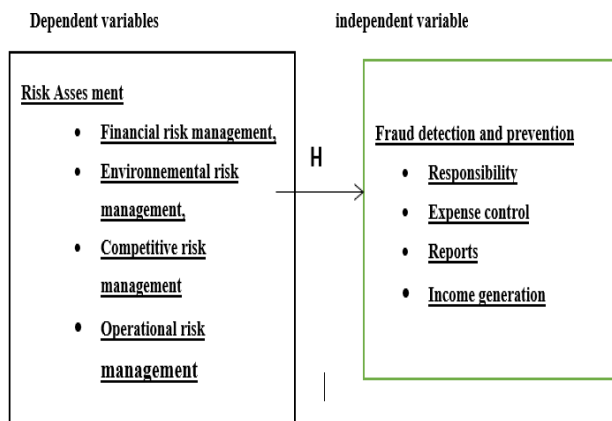 Dependent variables
independent variable
Risk Asses ment
• Financial risk management,
• Environnemental risk
management,
• Competitive risk
management
• Operational risk
management
H
Fraud detection and prevention
• Responsibility
• Expense control
• Reports
• Income generation